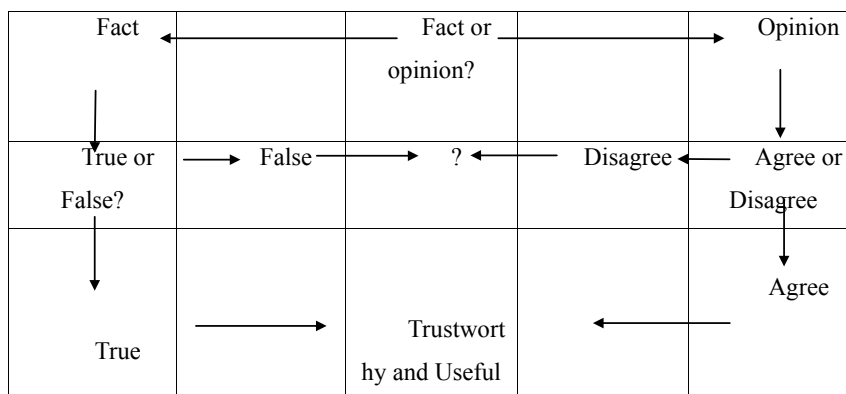 Fact
Fact or
opinion?
Opinion
True or
False?
False
?
Disagree
Agree or
Disagree
True
Trustwort
hy and Useful
Agree